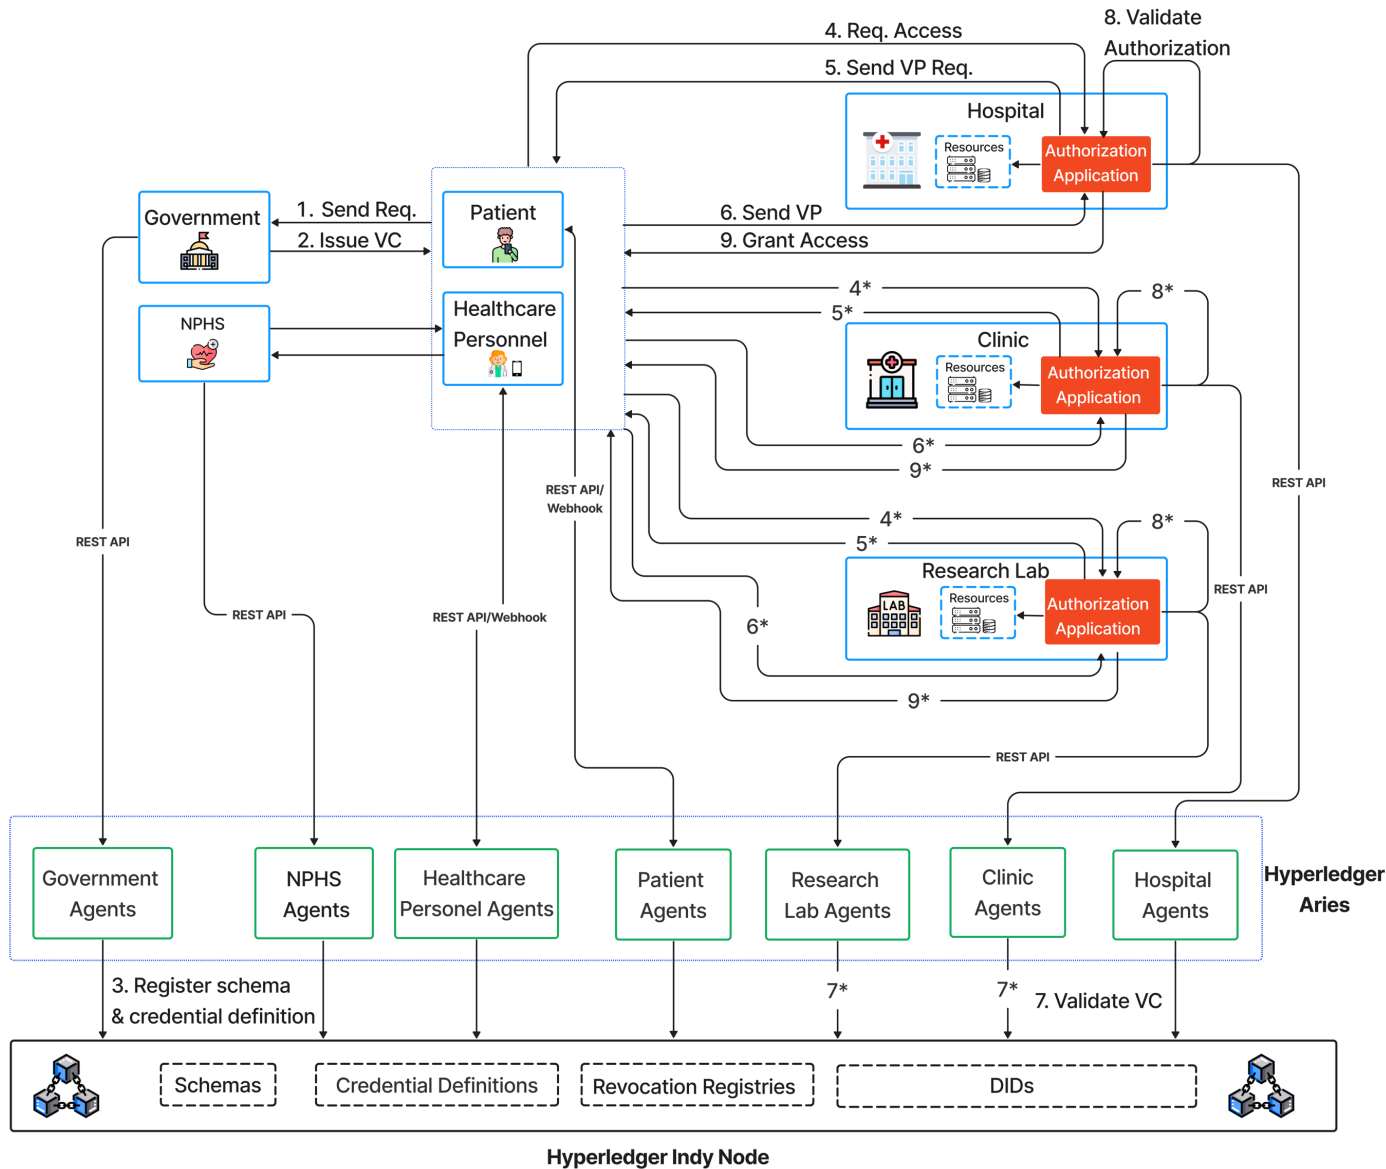 4. Req. Access
8. Validate
Authorization
5. Send VP Req.
Hospital
Resources
Authorization
Application
Government
1. Send Req.
2. Issue VC
Patient
6. Send VP
9. Grant Access
NPHS
Healthcare
Personnel
4*
5*
8*
Clinic
Resources
Authorization
Application
6*
9*
REST API/
Webhook
REST API
REST API
4*
5*
8*
Research Lab
LAB
Resources
Authorization
Application
REST API
REST API
REST API/Webhook
6*
9*
REST API
Government
Agents
NPHS
Agents
Healthcare
Personel Agents
Patient
Agents
Research
Lab Agents
Clinic
Agents
Hospital
Agents
Hyperledger
Aries
3. Register schema
& credential definition
7*
7*
7. Validate VC
Schemas
Credential Definitions
Revocation Registries
DIDs
Hyperledger Indy Node